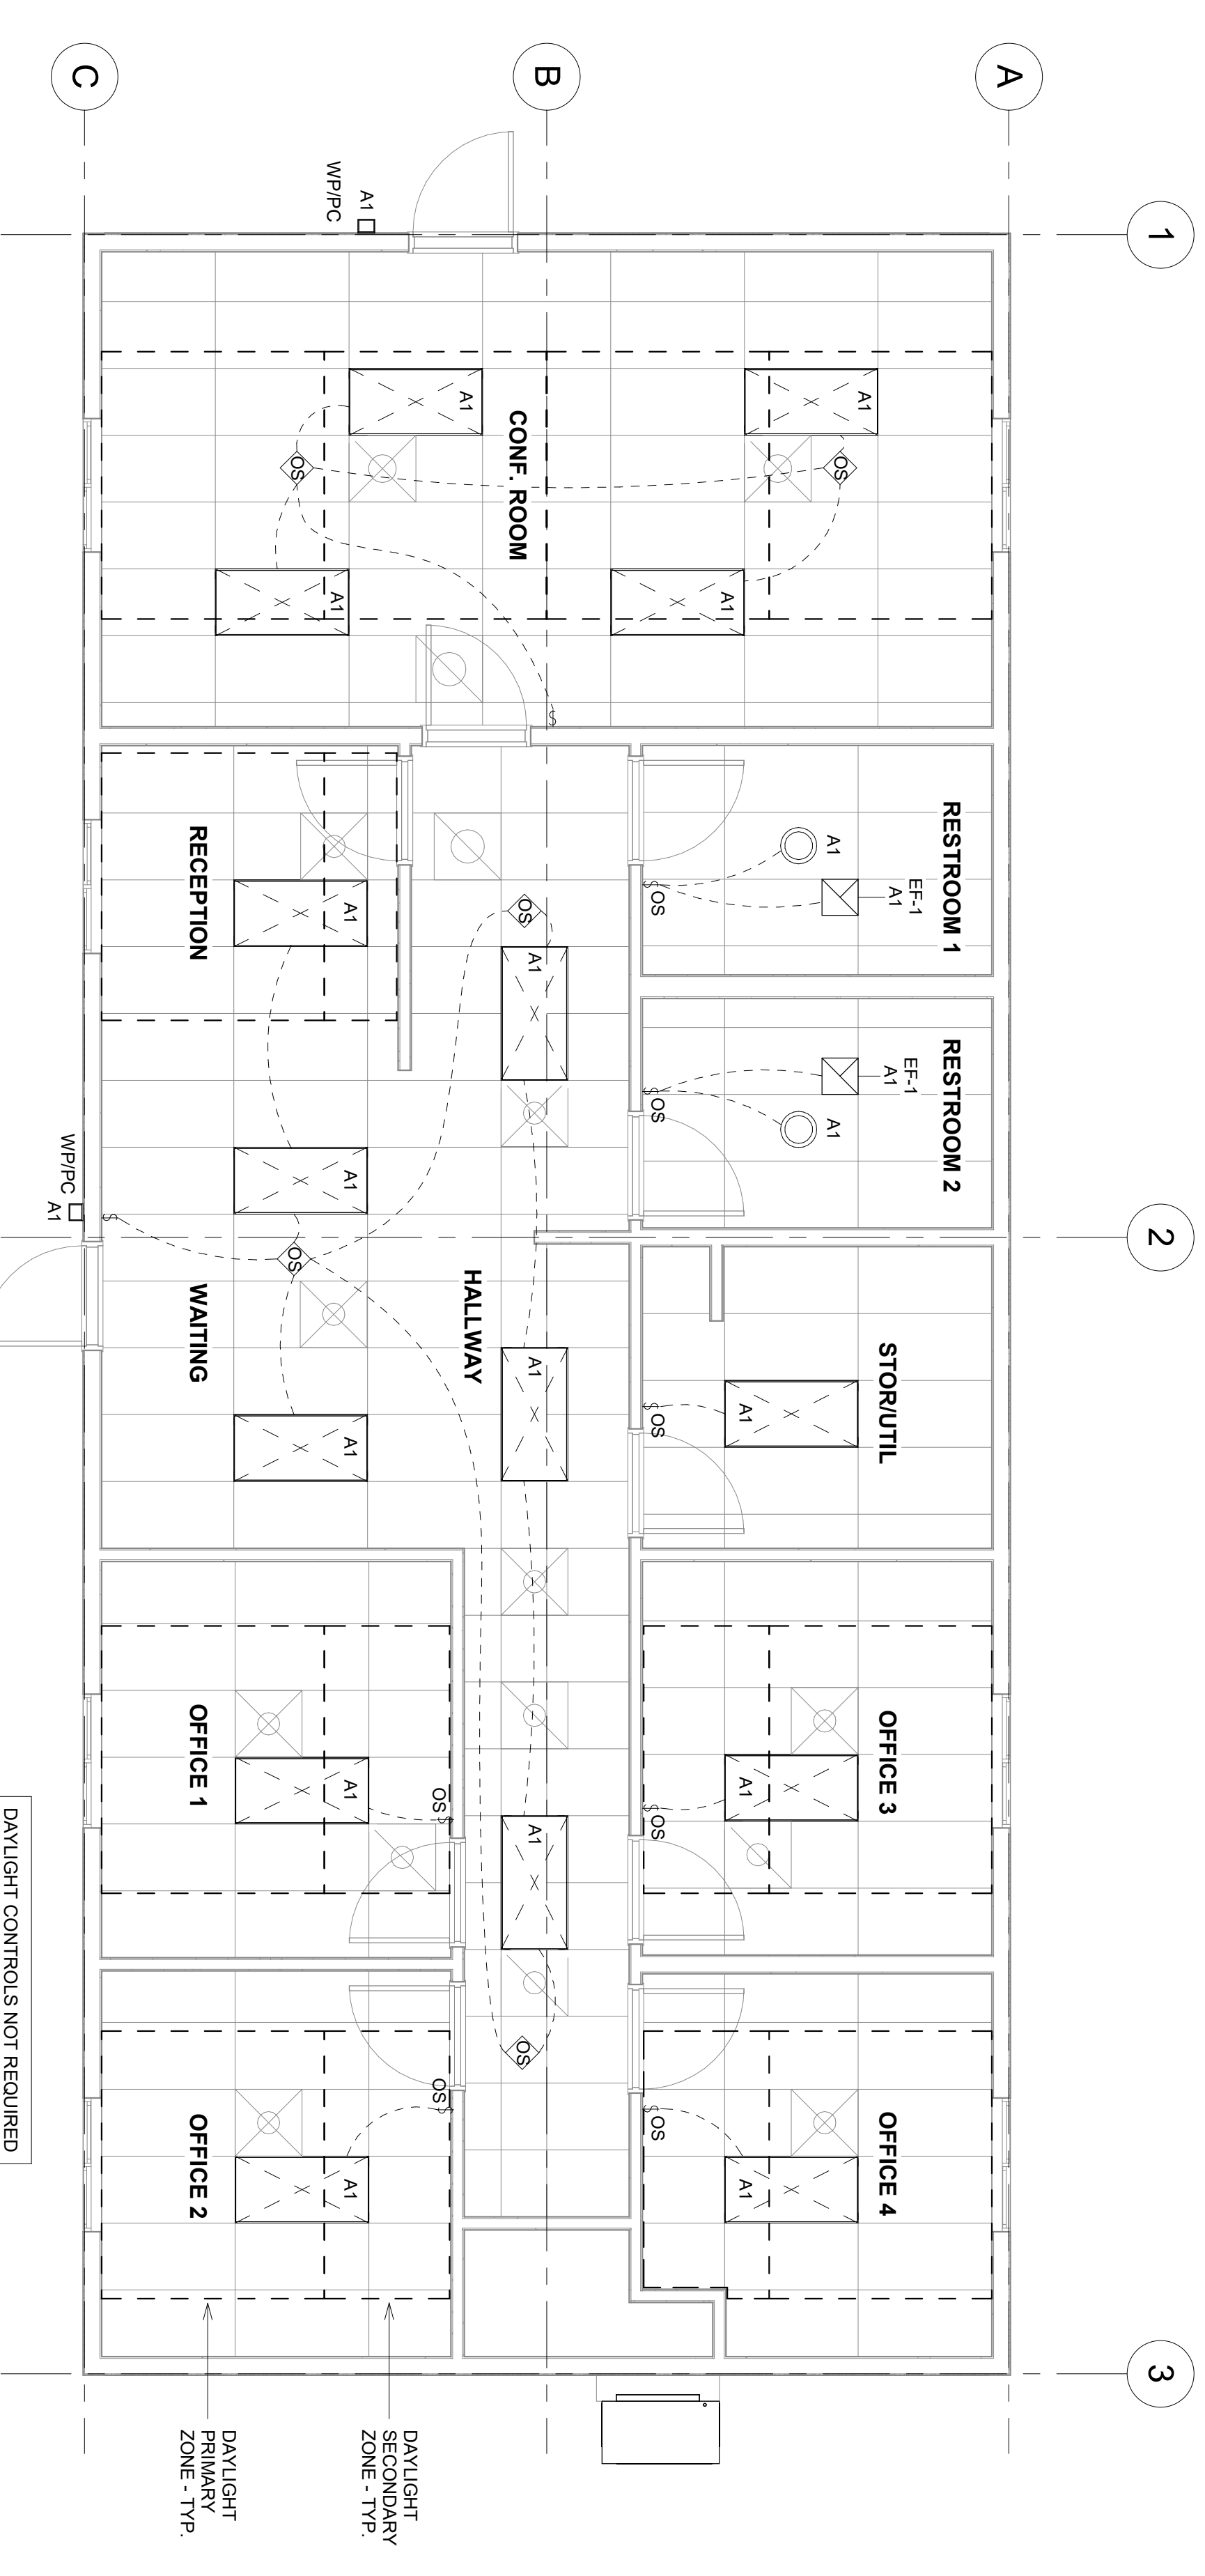 1
2
3
A
B
C
A1
WP/PC
CONF. ROOM
A1
A1
A1
A1
OS
OS
$
RESTROOM 1
EF-1
A1
A1
$ OS
RESTROOM 2
EF-1
A1
A1
$ OS
STOR/UTIL
A1
$ OS
OFFICE 3
A1
$ OS
OFFICE 4
A1
$ OS
HALLWAY
OS
A1
A1
A1
OS
RECEPTION
A1
WAITING
A1
OS
A1
$
WP/PC
A1
OFFICE 1
A1
OS $
OFFICE 2
A1
OS $
DAYLIGHT
SECONDARY
ZONE - TYP.
DAYLIGHT
PRIMARY
ZONE - TYP.
DAYLIGHT CONTROLS NOT REQUIRED